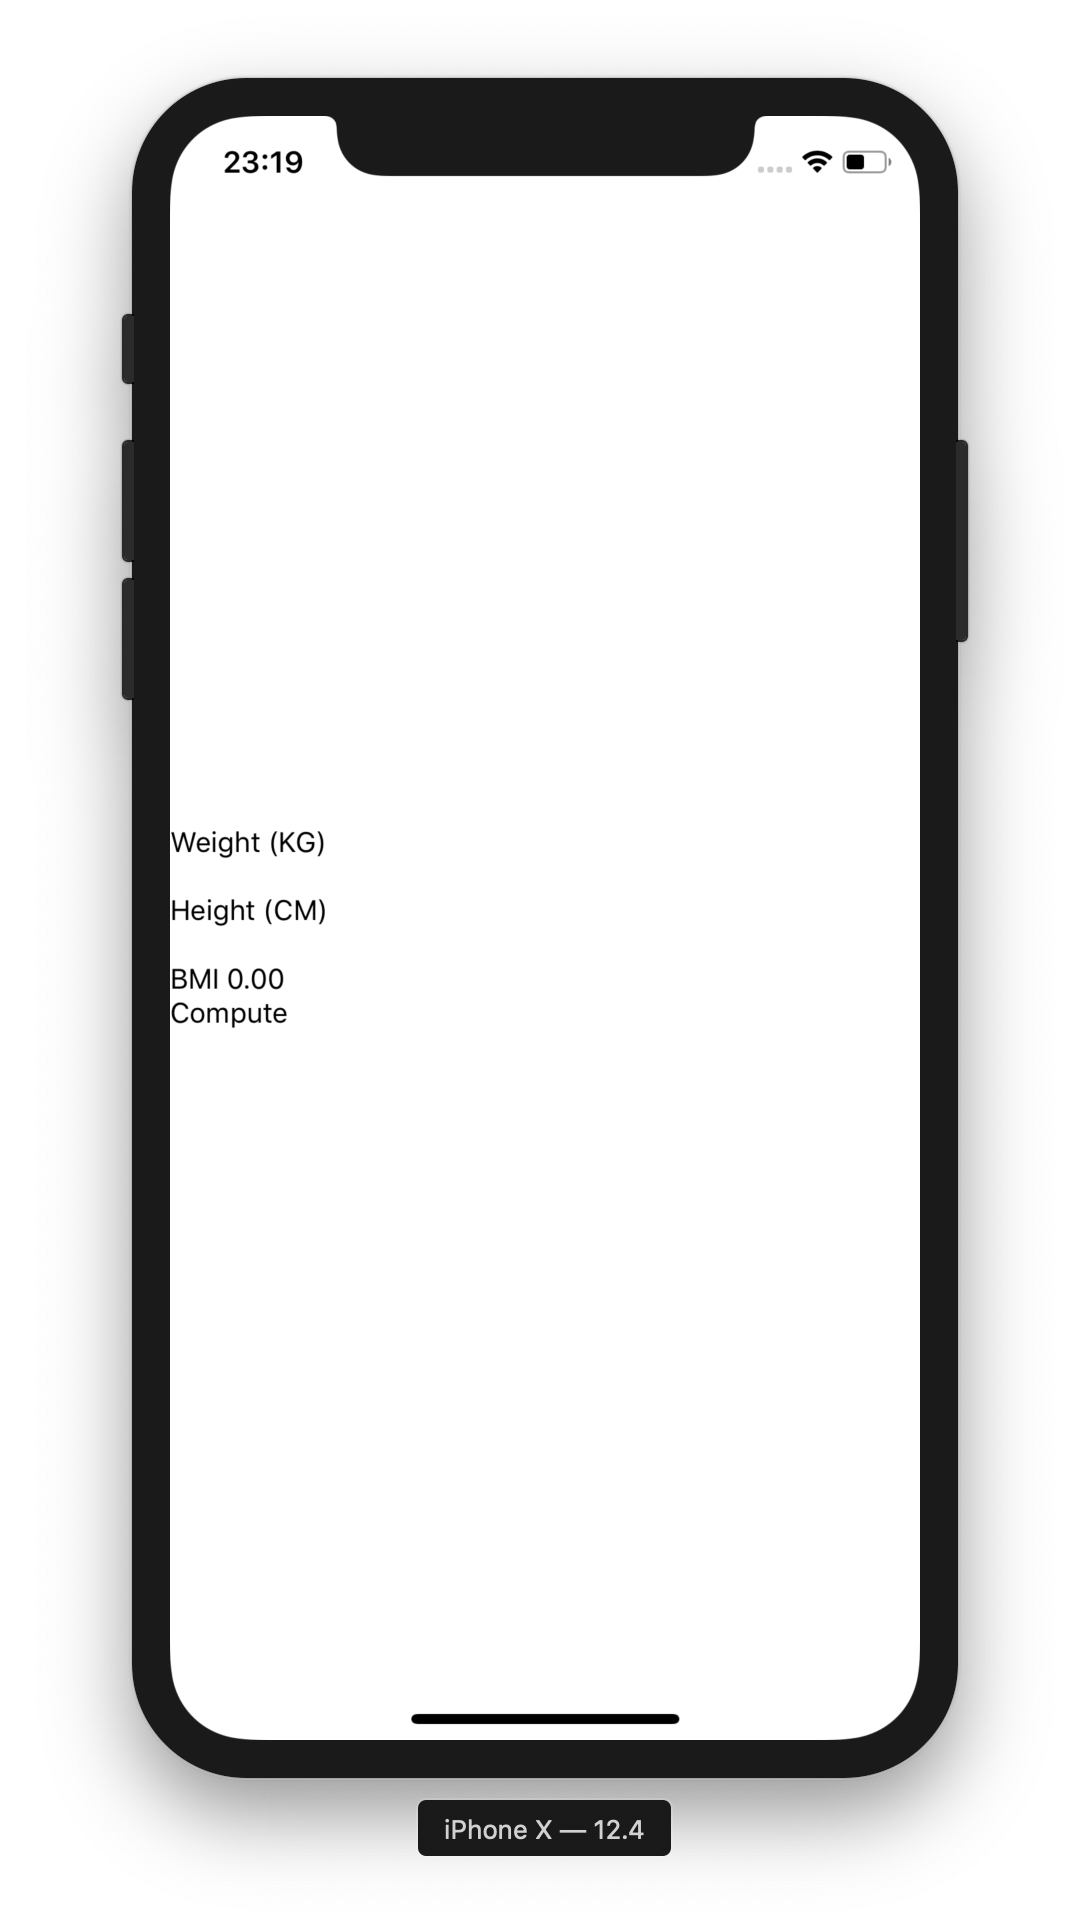 23:19
Weight (KG)
Height (CM)
BMI 0.00
Compute
iPhone X — 12.4